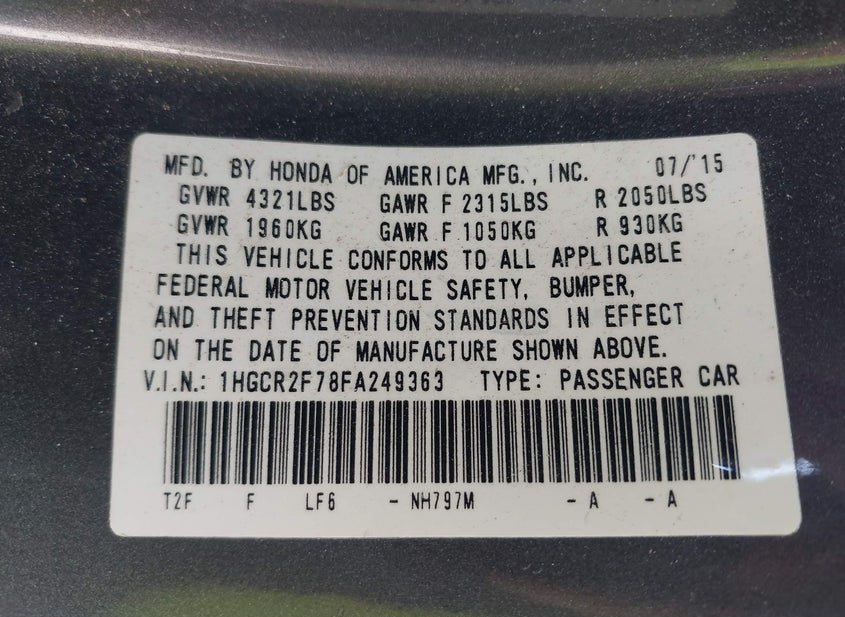 MFD. BY HONDA OF AMERICA MFG., INC. 07/'15
GVWR 4321LBS GAWR F 2315LBS R 2050LBS
GVWR 1960KG GAWR F 1050KG R 930KG
THIS VEHICLE CONFORMS TO ALL APPLICABLE
FEDERAL MOTOR VEHICLE SAFETY, BUMPER,
AND THEFT PREVENTION STANDARDS IN EFFECT
ON THE DATE OF MANUFACTURE SHOWN ABOVE.
V.I.N.: 1HGCR2F78FA249363 TYPE: PASSENGER CAR
T2F F LF6 - NH797M - A - A